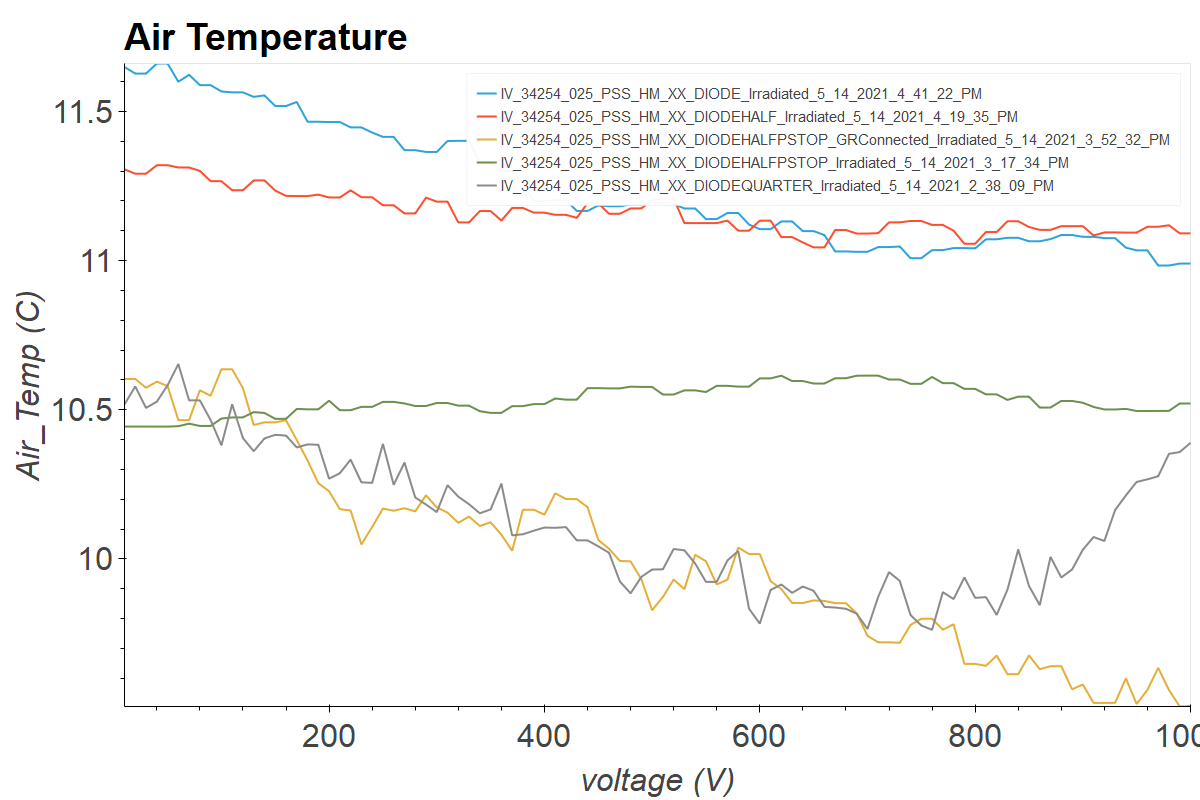 Air Temperature
IV_34254_025_PSS_HM_XX_DIODE_Irradiated_5_14_2021_4_41_22_PM
IV_34254_025_PSS_HM_XX_DIODEHALF_Irradiated_5_14_2021_4_19_35_PM
IV_34254_025_PSS_HM_XX_DIODEHALFPSTOP_GRConnected_Irradiated_5_14_2021_3_52_32_PM
IV_34254_025_PSS_HM_XX_DIODEHALFPSTOP_Irradiated_5_14_2021_3_17_34_PM
IV_34254_025_PSS_HM_XX_DIODEQUARTER_Irradiated_5_14_2021_2_38_09_PM
11.5
11
10.5
10
Air_Temp (C)
200 400 600 800 100
voltage (V)